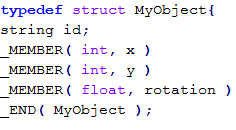 typedef struct MyObject{
string id;
_MEMBER( int, x )
_MEMBER( int, y )
_MEMBER( float, rotation )
_END( MyObject );